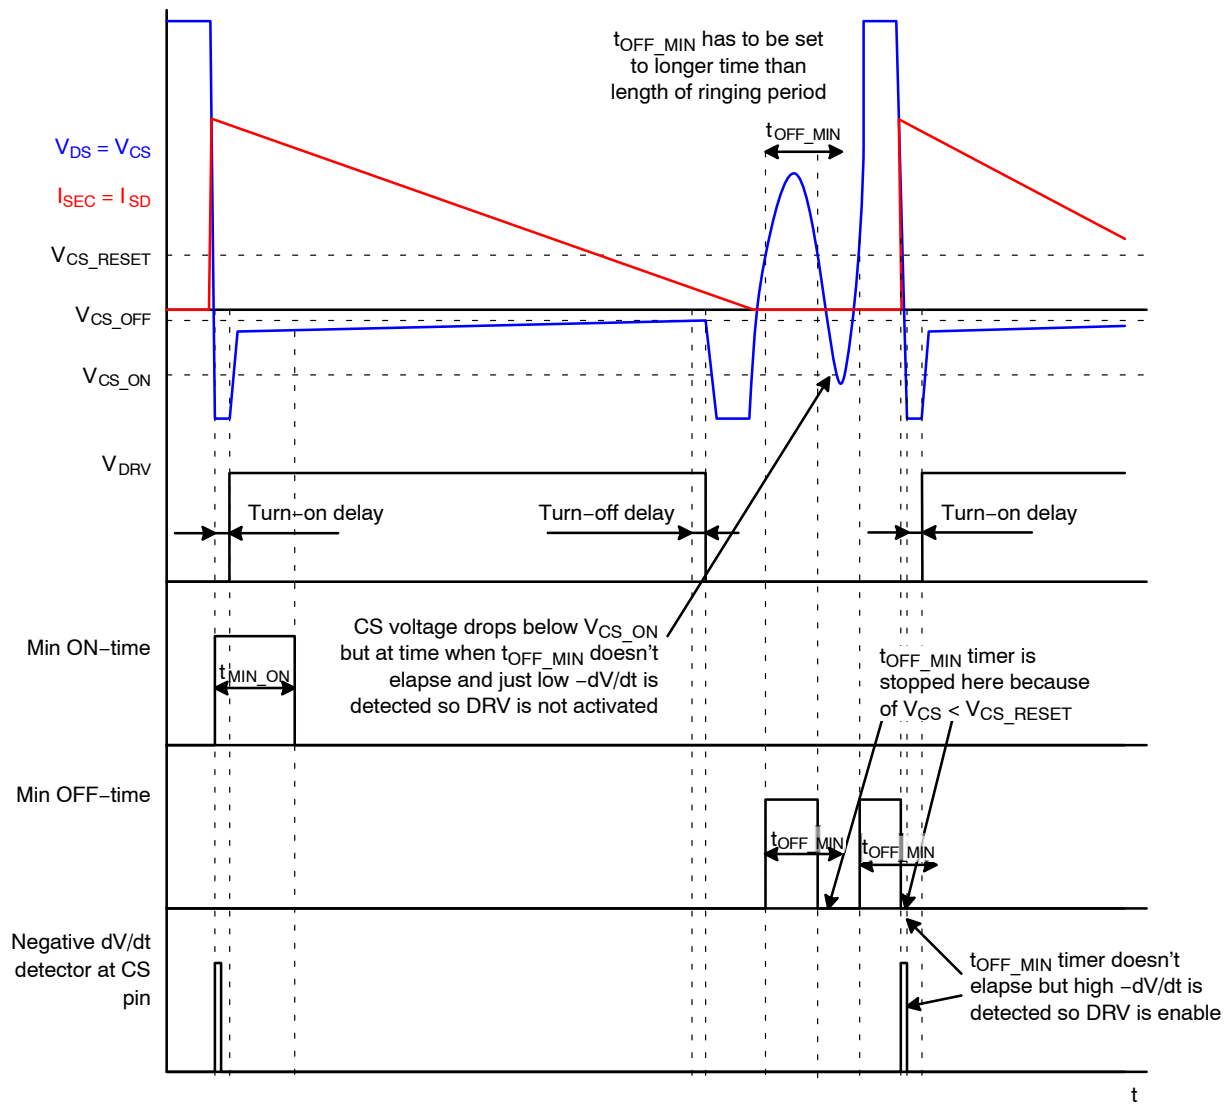 tOFF_MIN has to be set
to longer time than
length of ringing period
tOFF_MIN
VDS = VCS
ISEC = ISD
VCS_RESET
VCS_OFF
VCS_ON
VDRV
Turn−on delay
Turn−off delay
Turn−on delay
CS voltage drops below VCS_ON
but at time when tOFF_MIN doesn't
elapse and just low -dV/dt is
detected so DRV is not activated
Min ON−time
tMIN_ON
tOFF_MIN timer is
stopped here because
of VCS < VCS_RESET
Min OFF−time
tOFF_MIN
tOFF_MIN
Negative dV/dt
detector at CS
pin
tOFF_MIN timer doesn't
elapse but high −dV/dt is
detected so DRV is enable
t